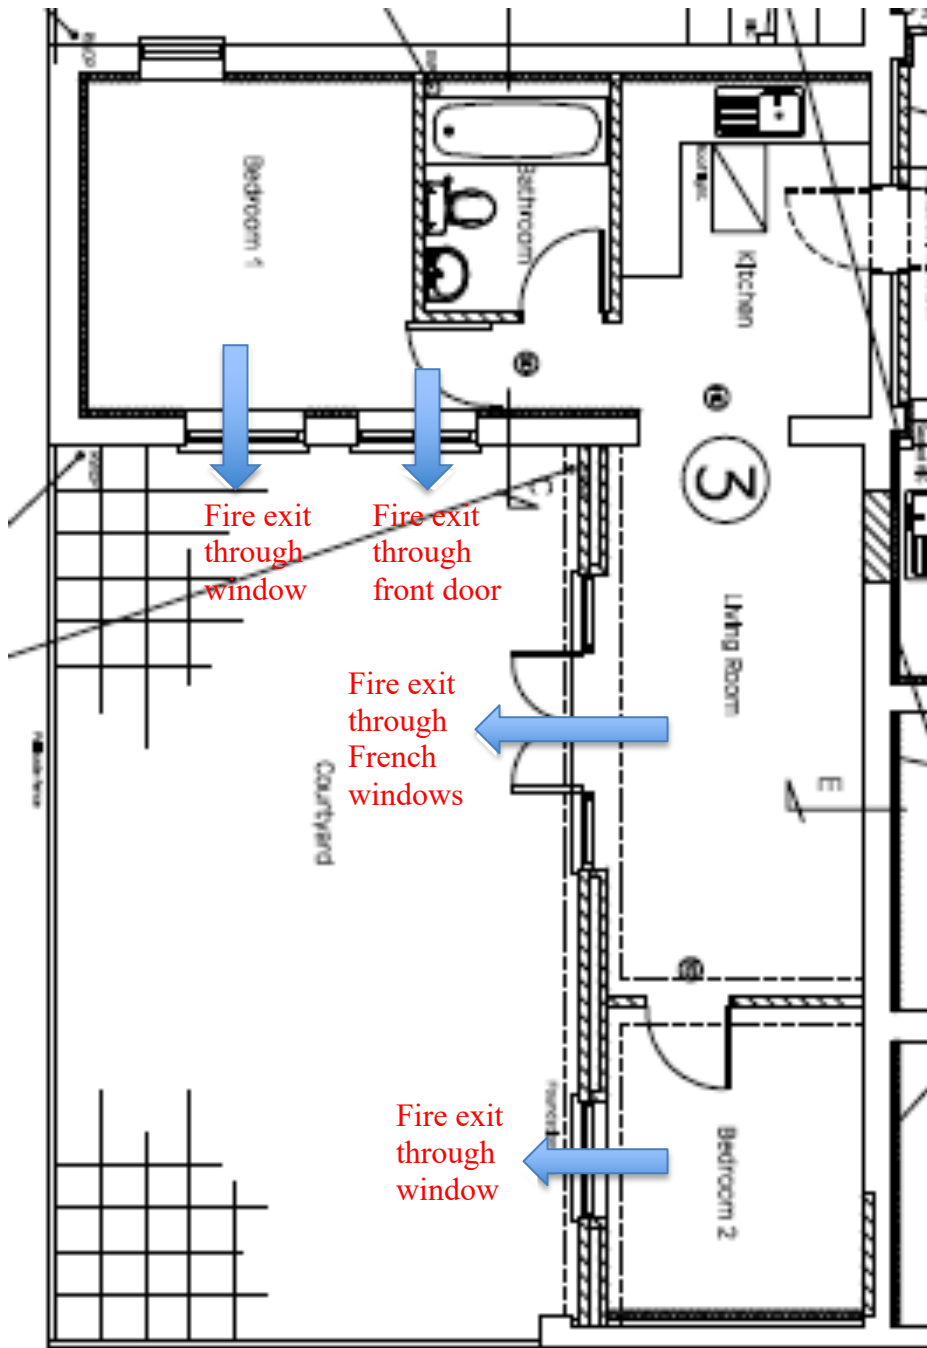 Bedroom 1
Bathroom
Kitchen
3
Fire exit
through
window
Fire exit
through
front door
C
Living Room
Fire exit
through
French
windows
Courtyard
E
Fire exit
through
window
Bedroom 2